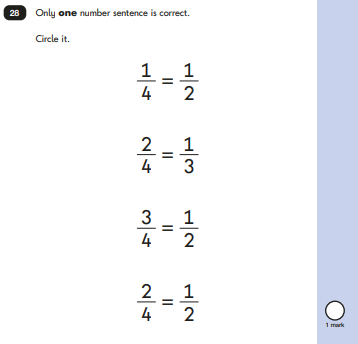 28 Only one number sentence is correct.
Circle it.
1/4 = 1/2
2/4 = 1/3
3/4 = 1/2
2/4 = 1/2
1 mark